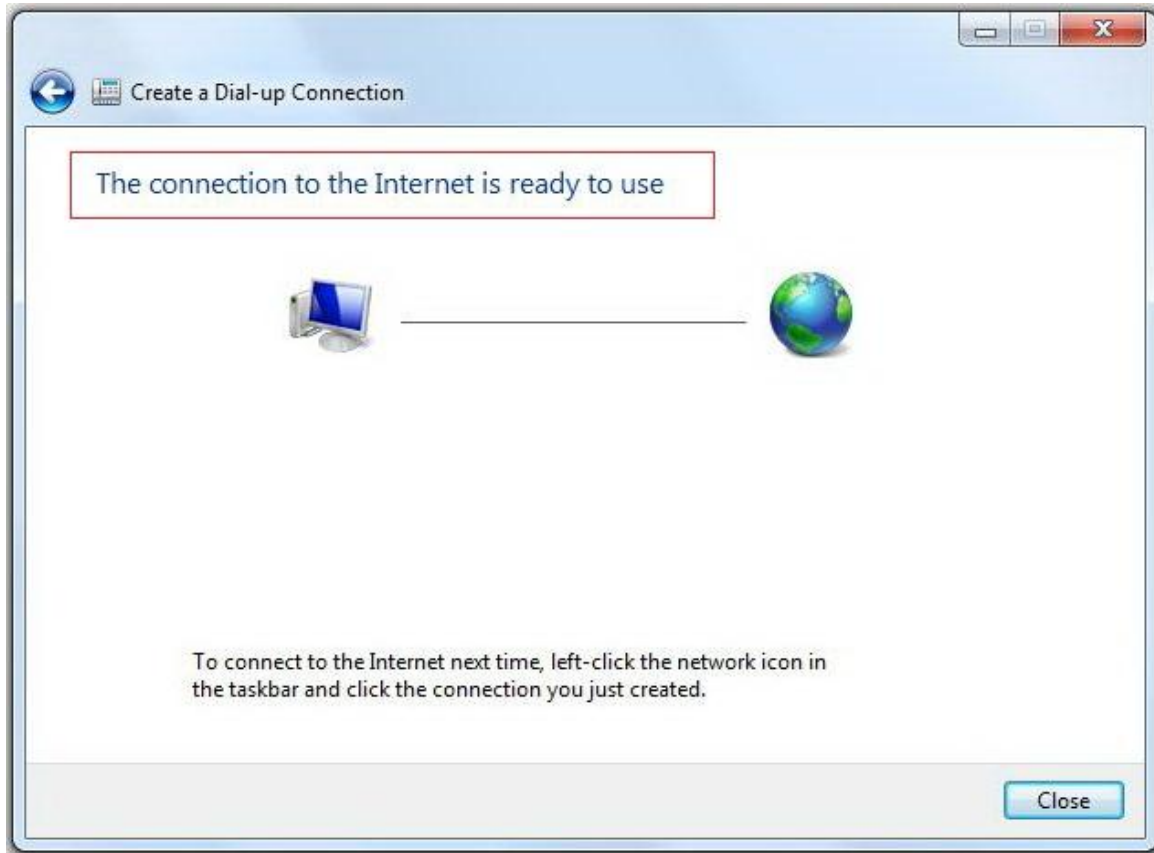 Create a Dial-up Connection
The connection to the Internet is ready to use
To connect to the Internet next time, left-click the network icon in
the taskbar and click the connection you just created.
Close